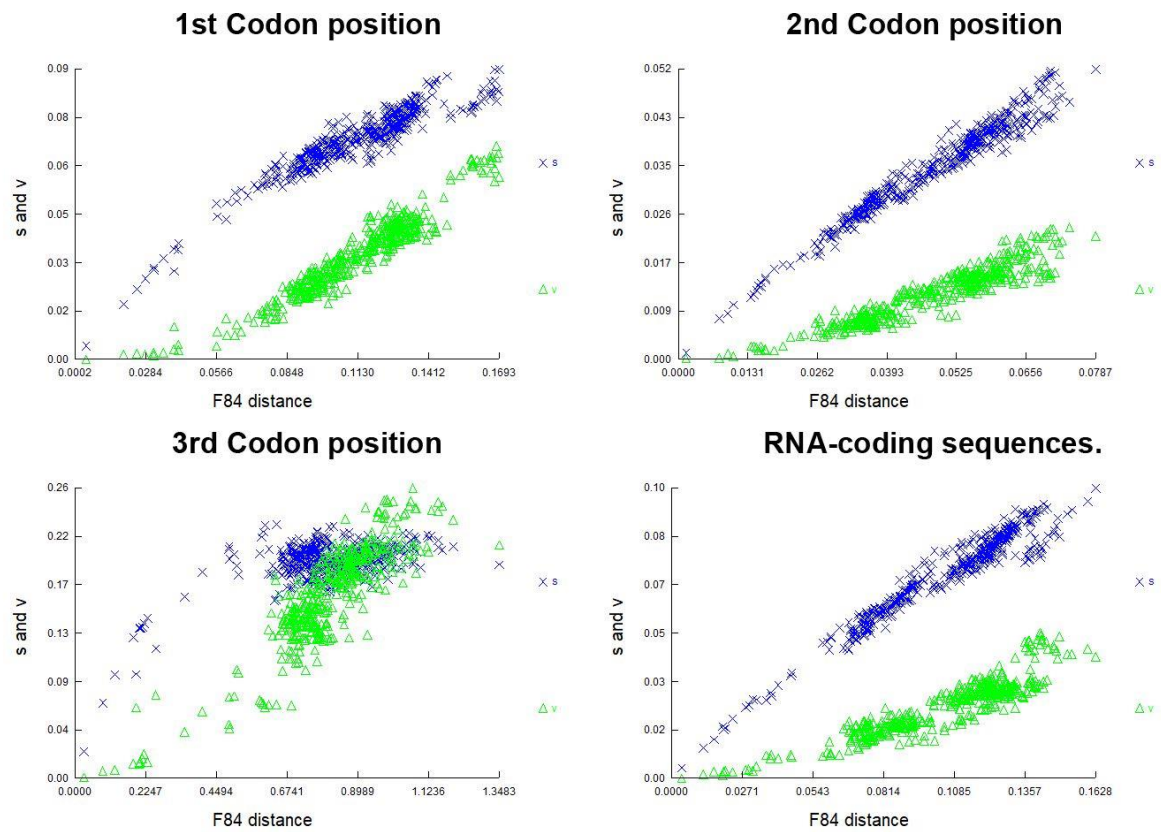 1st Codon position
0.09
0.08
0.06
0.05
0.03
0.02
0.00
s and v
0.0002 0.0284 0.0566 0.0848 0.1130 0.1412 0.1693
F84 distance
s
v
2nd Codon position
0.052
0.043
0.035
0.026
0.017
0.009
0.000
s and v
0.0000 0.0131 0.0262 0.0393 0.0525 0.0656 0.0787
F84 distance
s
v
3rd Codon position
0.26
0.22
0.17
0.13
0.09
0.04
0.00
s and v
0.0000 0.2247 0.4494 0.6741 0.8989 1.1236 1.3483
F84 distance
s
v
RNA-coding sequences.
0.10
0.08
0.07
0.05
0.03
0.02
0.00
s and v
0.0000 0.0271 0.0543 0.0814 0.1085 0.1357 0.1628
F84 distance
s
v